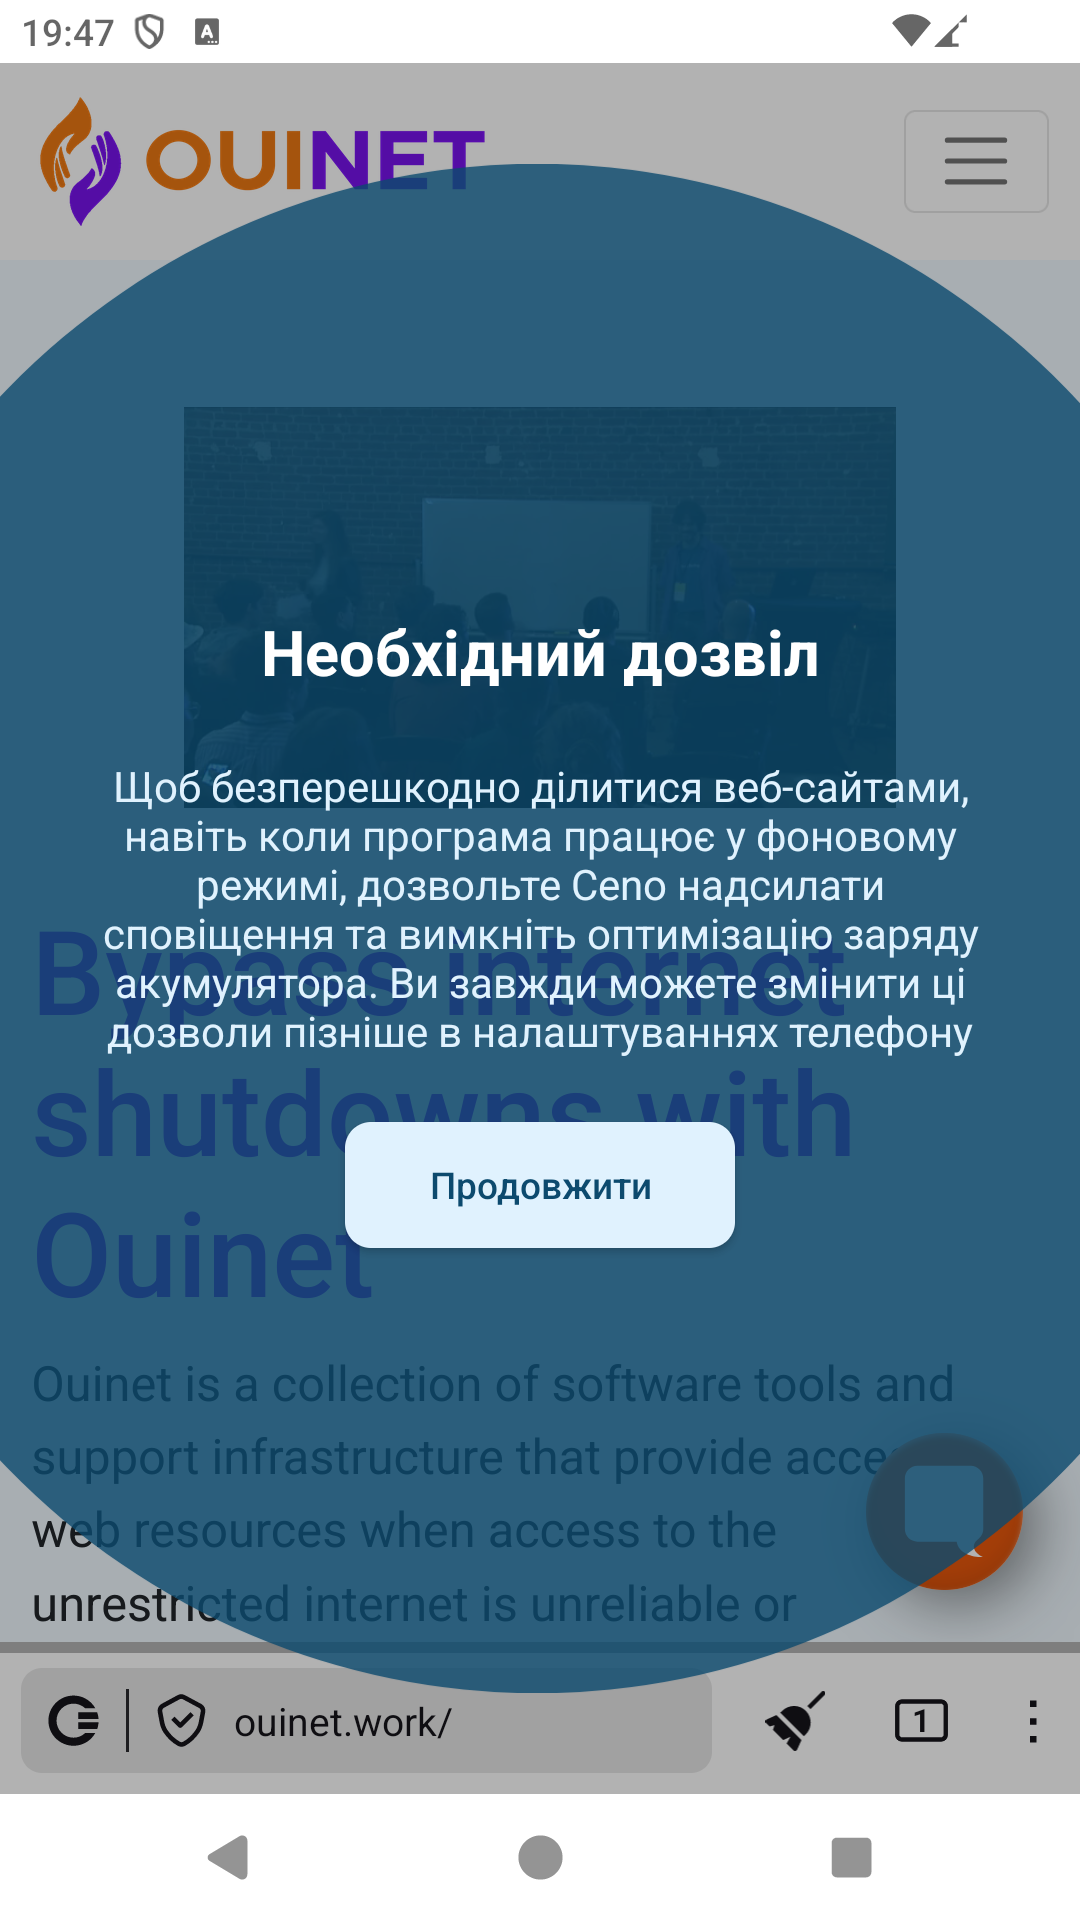 19:47
OUINET
Необхідний дозвіл
Щоб безперешкодно ділитися веб-сайтами,
навіть коли програма працює у фоновому
режимі, дозвольте Ceno надсилати
сповіщення та вимкніть оптимізацію заряду
акумулятора. Ви завжди можете змінити ці
дозволи пізніше в налаштуваннях телефону
Bypass internet
shutdowns with
Ouinet
Продовжити
Ouinet is a collection of software tools and
support infrastructure that provide
web resources when access to the
unrestricted internet is unreliable or
ouinet.work/
1